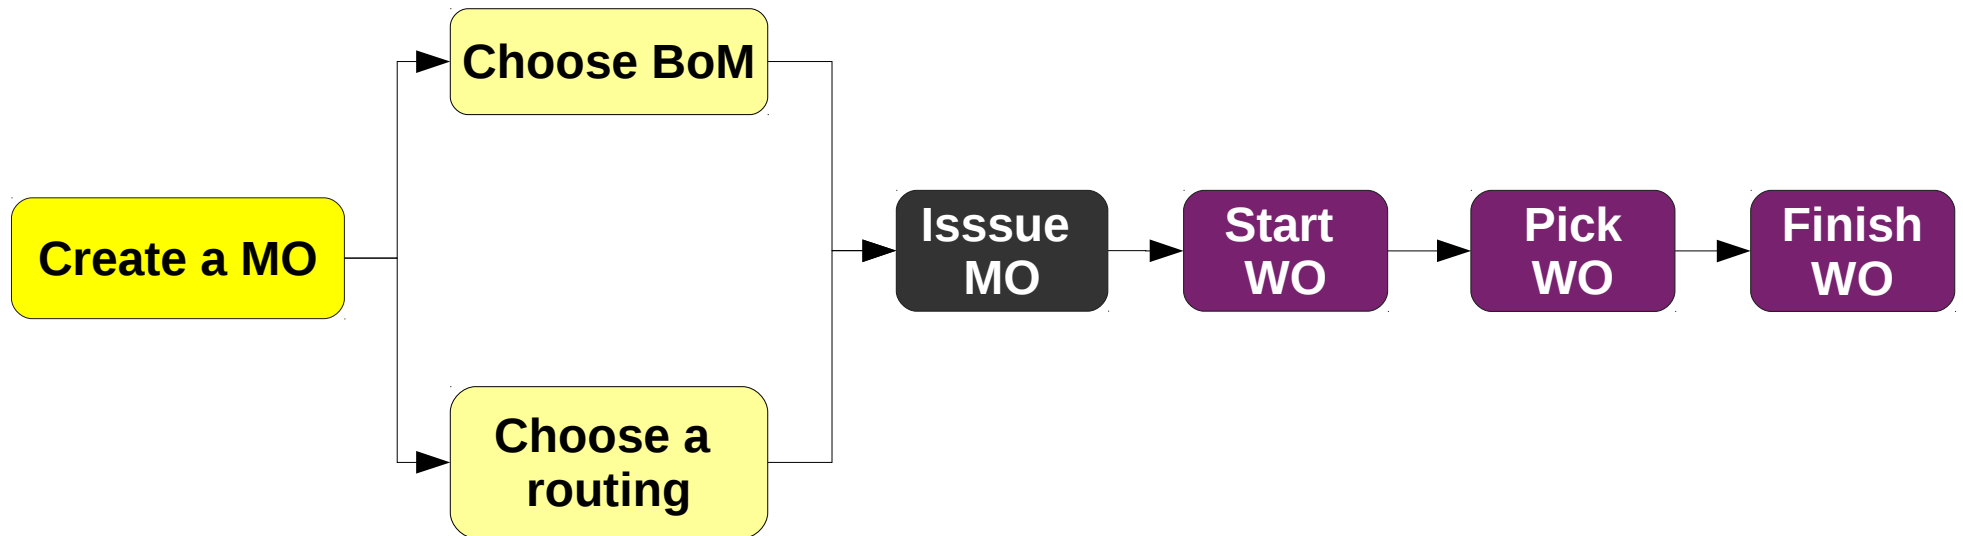 Choose BoM
Create a MO
Choose a
routing
Isssue
MO
Start
WO
Pick
WO
Finish
WO